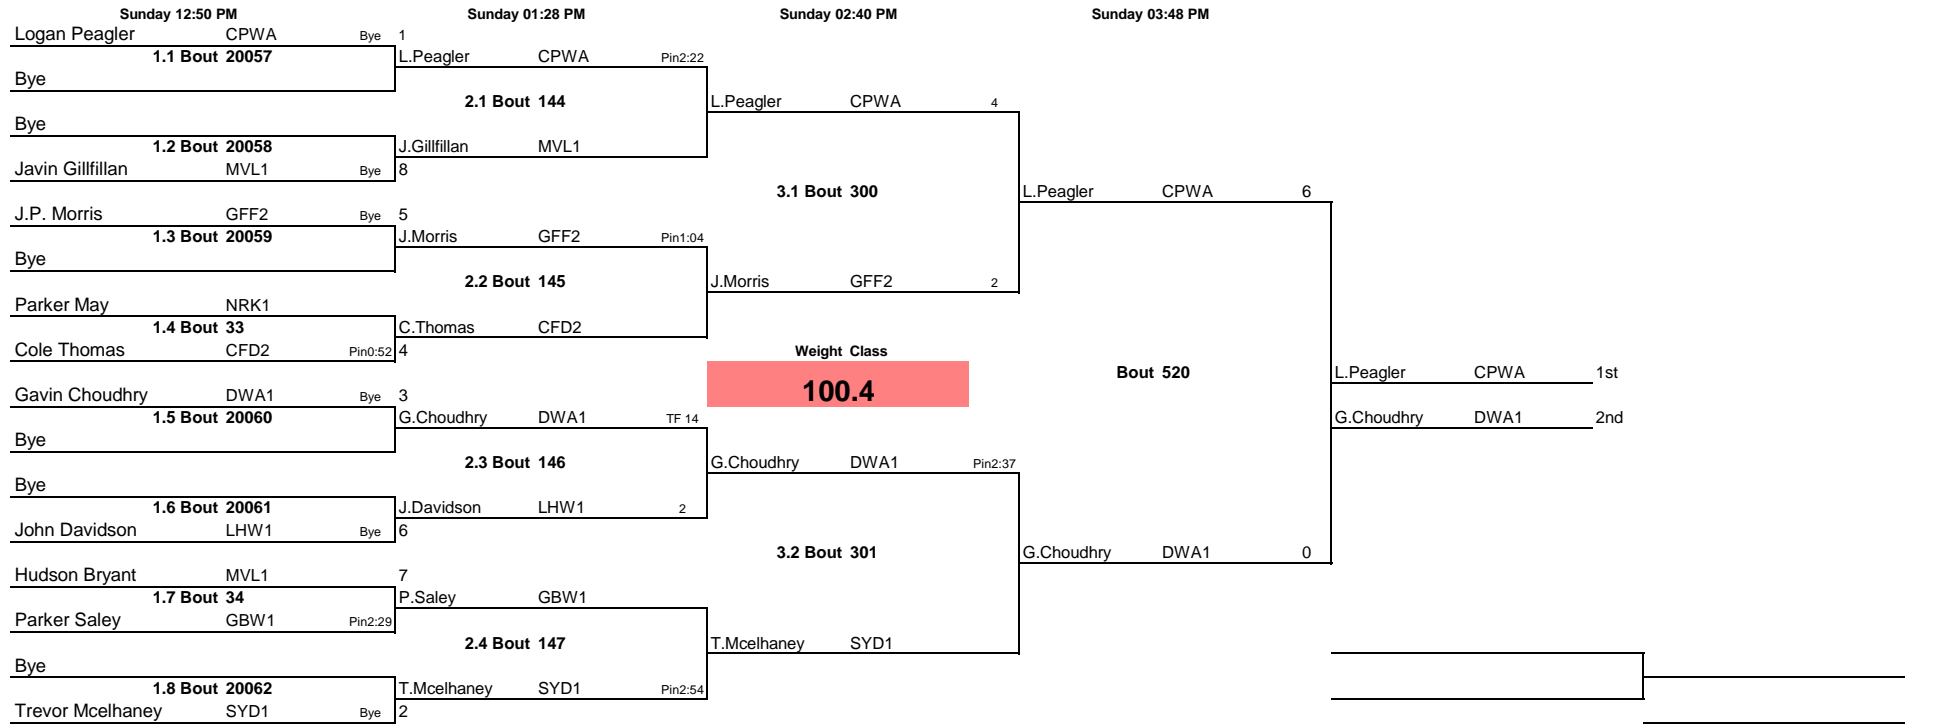 Sunday 12:50 PM Sunday 01:28 PM Sunday 02:40 PM Sunday 03:48 PM
Logan Peagler CPWA Bye 1
1.1 Bout 20057 L.Peagler CPWA Pin2:22
Bye
2.1 Bout 144 L.Peagler CPWA 4
Bye
1.2 Bout 20058 J.Gillfillan MVL1
Javin Gillfillan MVL1 Bye 8
3.1 Bout 300 L.Peagler CPWA 6
J.P. Morris GFF2 Bye 5
1.3 Bout 20059 J.Morris GFF2 Pin1:04
Bye
2.2 Bout 145 J.Morris GFF2 2
Parker May NRK1
1.4 Bout 33 C.Thomas CFD2
Cole Thomas CFD2 Pin0:52 4 Weight Class
Bout 520 L.Peagler CPWA 1st
Gavin Choudhry DWA1 Bye 3 100.4
1.5 Bout 20060 G.Choudhry DWA1 TF 14 G.Choudhry DWA1 2nd
Bye
2.3 Bout 146 G.Choudhry DWA1 Pin2:37
Bye
1.6 Bout 20061 J.Davidson LHW1 2
John Davidson LHW1 Bye 6
3.2 Bout 301 G.Choudhry DWA1 0
Hudson Bryant MVL1 7
1.7 Bout 34 P.Saley GBW1
Parker Saley GBW1 Pin2:29
2.4 Bout 147 T.Mcelhaney SYD1
Bye
1.8 Bout 20062 T.Mcelhaney SYD1 Pin2:54
Trevor Mcelhaney SYD1 Bye 2